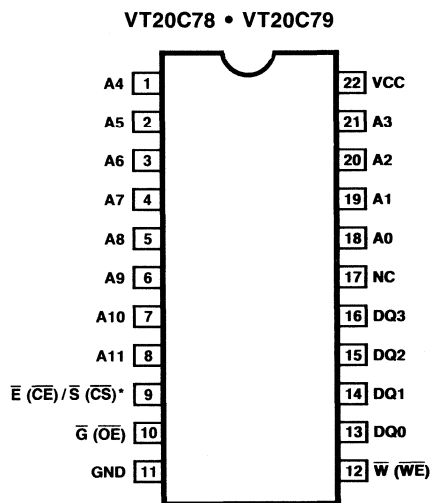 VT20C78 • VT20C79
A4 1 22 VCC
A5 2 21 A3
A6 3 20 A2
A7 4 19 A1
A8 5 18 A0
A9 6 17 NC
A10 7 16 DQ3
A11 8 15 DQ2
E̅ (C̅E̅) / S̅ (C̅S̅)* 9 14 DQ1
G̅ (O̅E̅) 10 13 DQ0
GND 11 12 W̅ (W̅E̅)